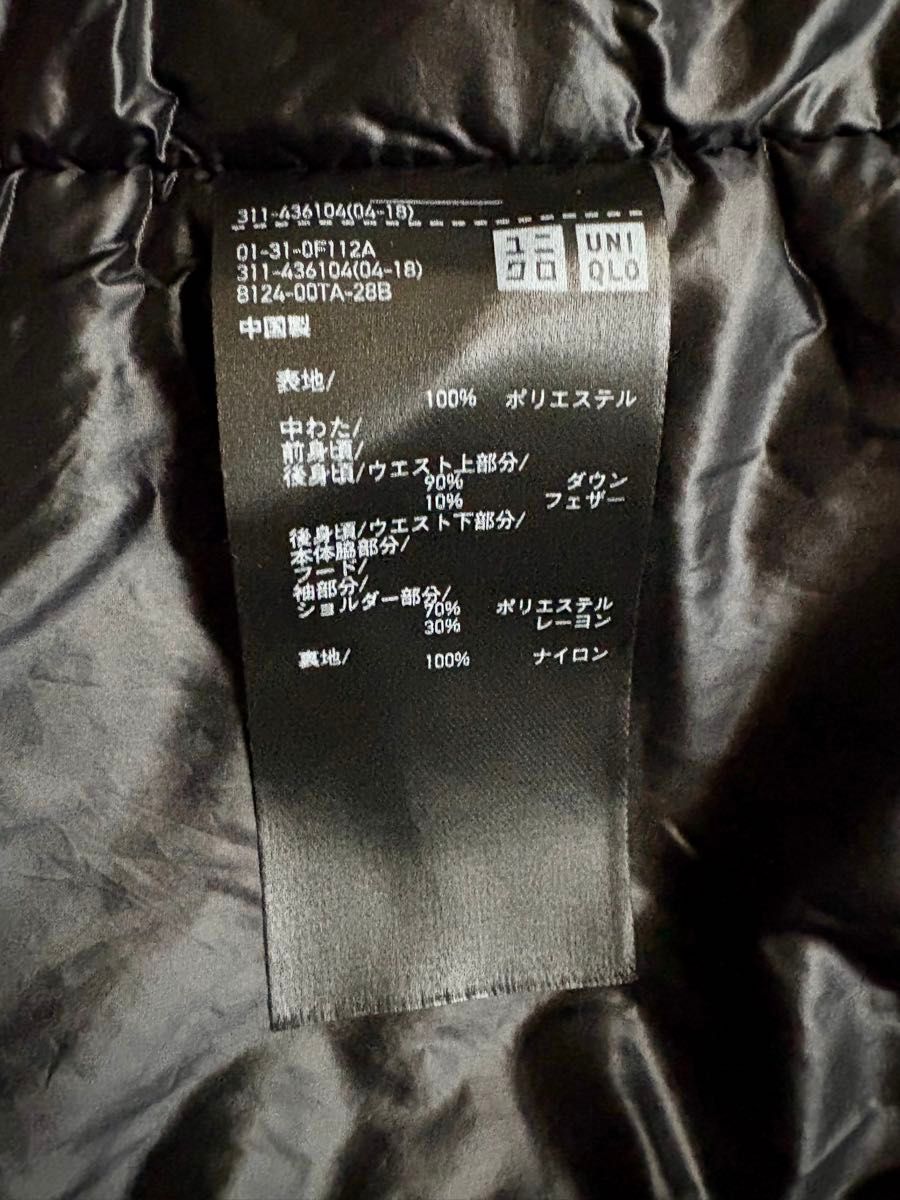 311-436104(04-18)
01-31-0F112A
311-436104(04-18)
8124-00TA-28B
ユニ
クロ
UNI
QLO
中国製
表地/
100% ポリエステル
中わた/
前身頃/
後身頃/ウエスト上部分/
90% ダウン
10% フェザー
後身頃/ウエスト下部分/
本体脇部分/
フード/
袖部分/
ショルダー部分/
70% ポリエステル
30% レーヨン
裏地/ 100% ナイロン